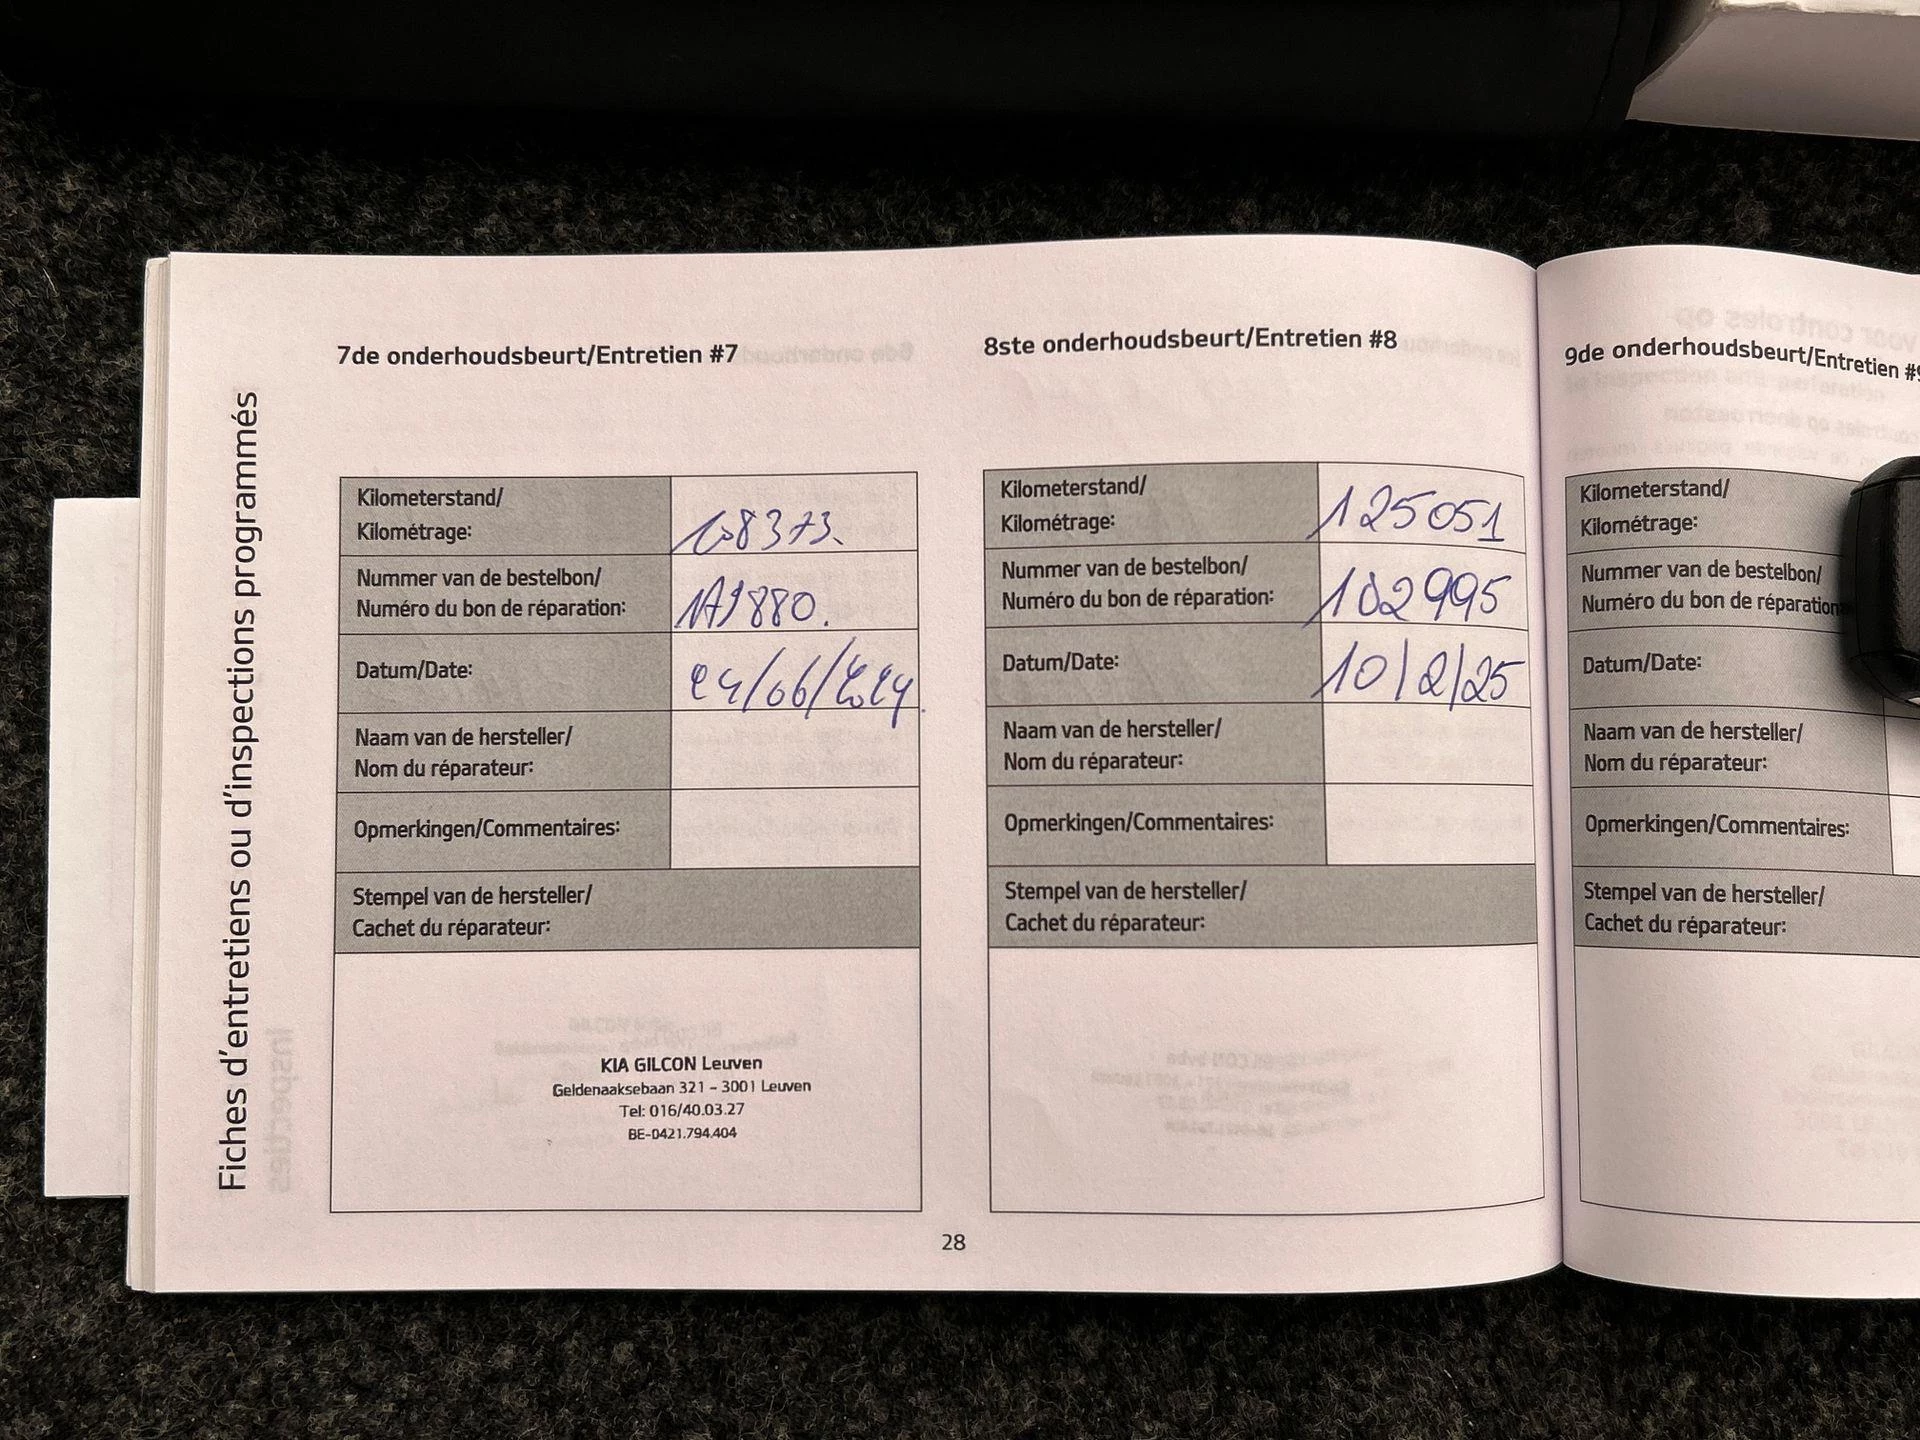 Fiches d'entretiens ou d'inspections programmés
7de onderhoudsbeurt/Entretien #7
Kilometerstand/
Kilométrage:
108373.
Nummer van de bestelbon/
Numéro du bon de réparation:
Datum/Date:
24/06/2024.
Naam van de hersteller/
Nom du réparateur:
Opmerkingen/Commentaires:
Stempel van de hersteller/
Cachet du réparateur:
KIA GILCON Leuven
Geldenaaksebaan 321 - 3001 Leuven
Tel: 016/40.03.27
BE-0421.794.404
8ste onderhoudsbeurt/Entretien #8
Kilometerstand/
Kilométrage:
125051
Nummer van de bestelbon/
Numéro du bon de réparation:
102995
Datum/Date:
10/2/25
Naam van de hersteller/
Nom du réparateur:
Opmerkingen/Commentaires:
Stempel van de hersteller/
Cachet du réparateur:
28
9de onderhoudsbeurt/Entretien #9
Kilometerstand/
Kilométrage:
Nummer van de bestelbon/
Numéro du bon de réparation
Datum/Date:
Naam van de hersteller/
Nom du réparateur:
Opmerkingen/Commentaires:
Stempel van de hersteller/
Cachet du réparateur: